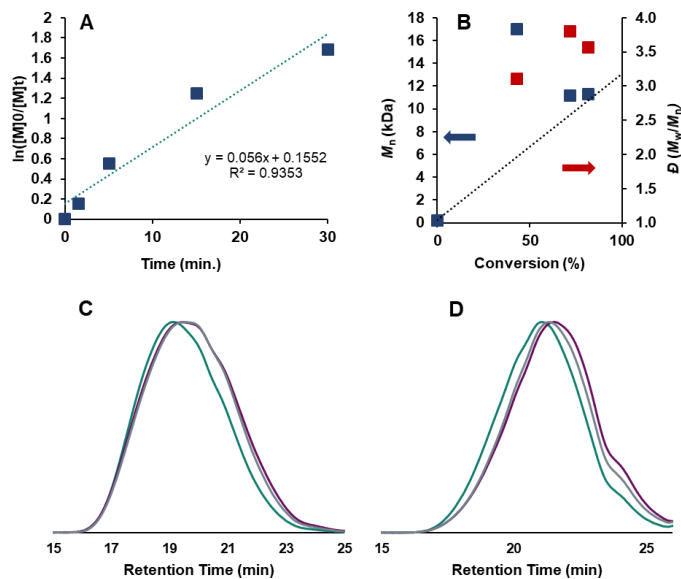 A
ln([M]0/[M]t)
2
1.8
1.6
1.4
1.2
1
0.8
0.6
0.4
0.2
0
y = 0.056x + 0.1552
R² = 0.9353
0 10 20 30
Time (min.)
B
Mn (kDa)
18
16
14
12
10
8
6
4
2
0
4.0
3.5
3.0
2.5
2.0
1.5
1.0
Đ (Mw/Mn)
0 50 100
Conversion (%)
C
15 17 19 21 23 25
Retention Time (min)
D
15 20 25
Retention Time (min)